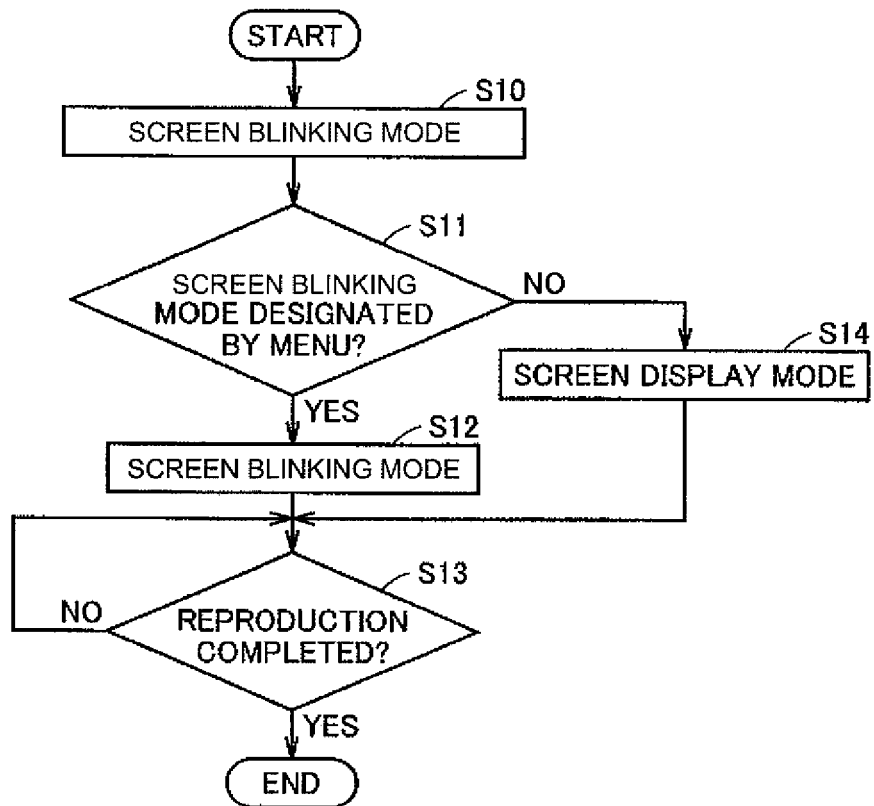 START
S10
SCREEN BLINKING MODE
S11
SCREEN BLINKING
MODE DESIGNATED
BY MENU?
NO
S14
SCREEN DISPLAY MODE
YES
S12
SCREEN BLINKING MODE
S13
NO
REPRODUCTION
COMPLETED?
YES
END